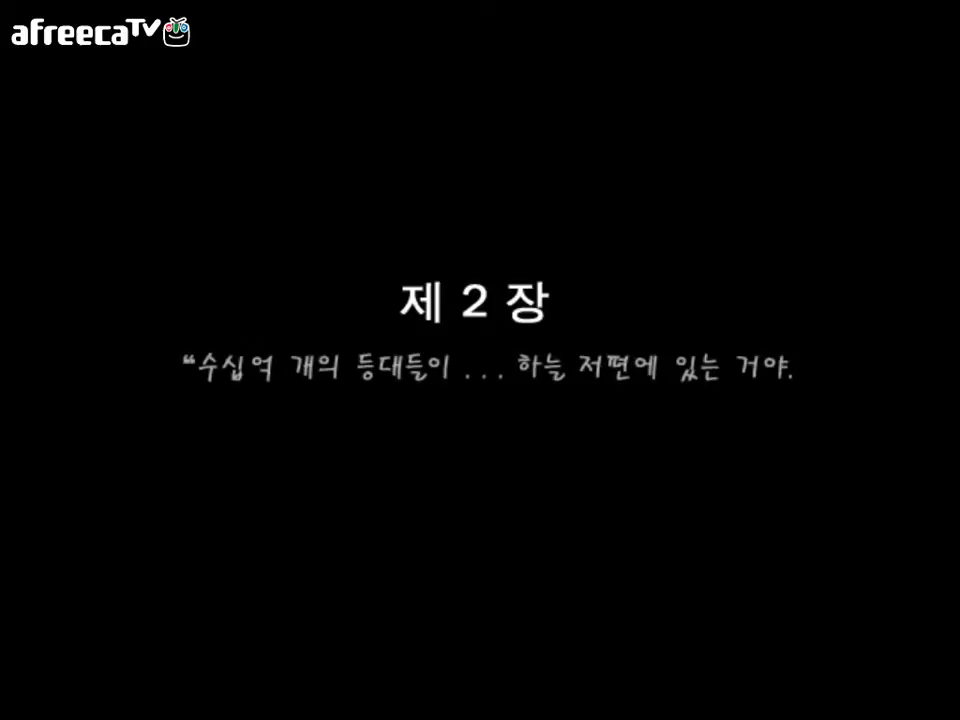 afreecaTV
제 2 장
“수십억 개의 등대들이 . . . 하늘 저편에 있는 거야.